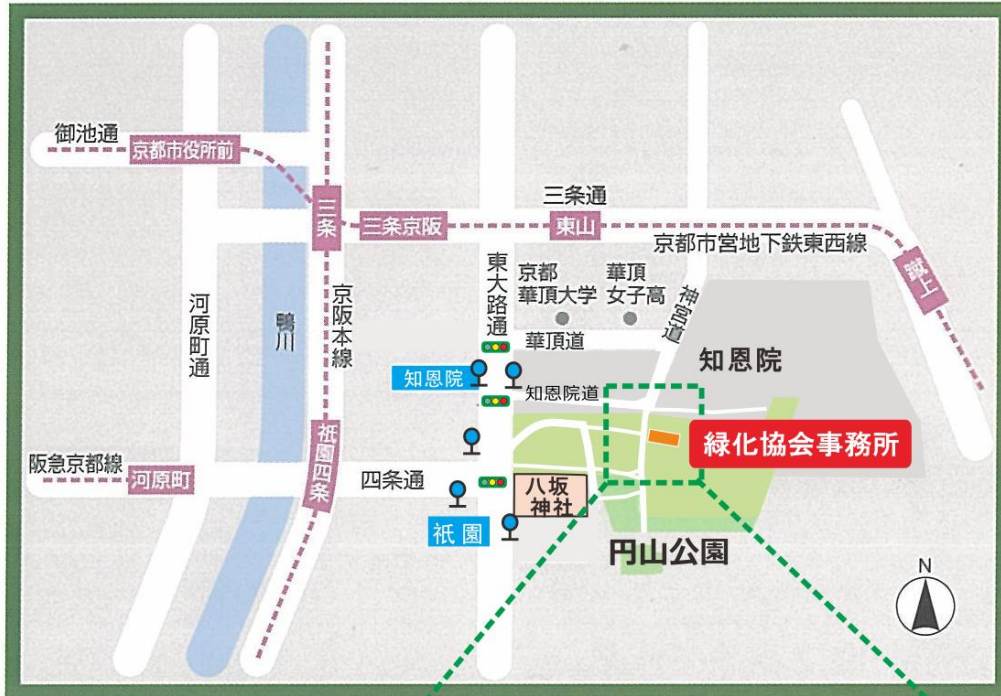 御池通
京都市役所前
三条
三条京阪
三条通
東山
京都市営地下鉄東西線
蹴上
河原町通
鴨川
京阪本線
東大路通
京都
華頂大学
華頂
女子高
神宮道
華頂道
知恩院
知恩院
知恩院道
緑化協会事務所
祇園四条
阪急京都線
河原町
四条通
八坂
神社
祇園
円山公園
N